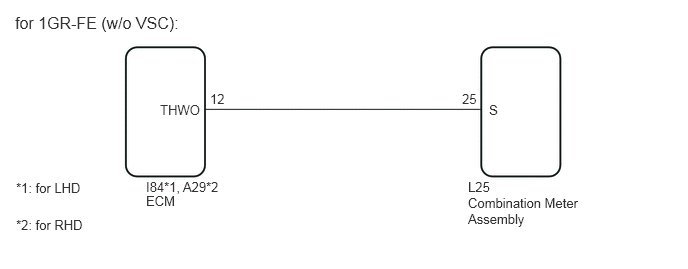 for 1GR-FE (w/o VSC):
12
25
THWO
S
*1: for LHD
I84*1, A29*2
ECM
L25
Combination Meter
Assembly
*2: for RHD